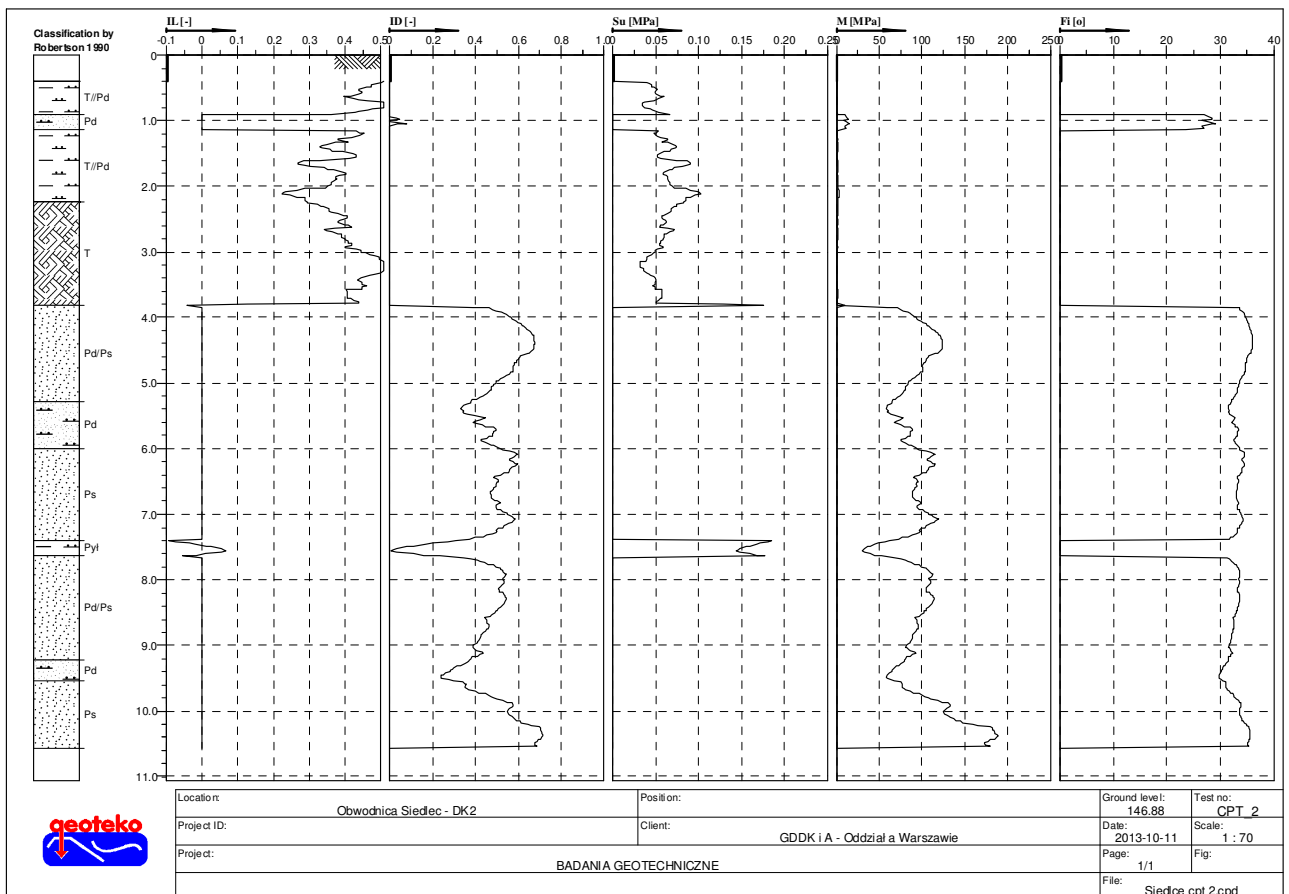 Classification by
Robertson 1990
IL [-]
ID [-]
Su [MPa]
M [MPa]
Fi [o]
-0.1 0 0.1 0.2 0.3 0.4 0.5
0 0.2 0.4 0.6 0.8 1.0
0 0.05 0.10 0.15 0.20 0.25
0 50 100 150 200 250
0 10 20 30 40
0
1.0
2.0
3.0
4.0
5.0
6.0
7.0
8.0
9.0
10.0
11.0
T//Pd
Pd
T//Pd
T
Pd/Ps
Pd
Ps
Pył
Pd/Ps
Pd
Ps
geoteko
Location:
Obwodnica Siedlec - DK2
Position:
Ground level:
146.88
Test no:
CPT_2
Project ID:
Client:
GDDK i A - Oddział a Warszawie
Date:
2013-10-11
Scale:
1 : 70
Project:
BADANIA GEOTECHNICZNE
Page:
1/1
Fig:
File:
Siedlce cpt 2.cpd